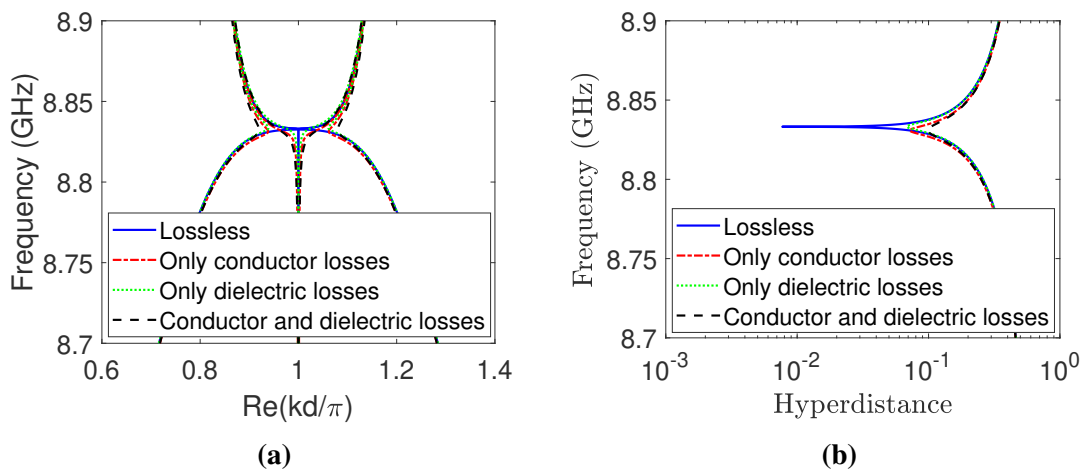 8.9
8.85
8.8
8.75
8.7
Frequency (GHz)
Lossless
Only conductor losses
Only dielectric losses
Conductor and dielectric losses
0.6 0.8 1 1.2 1.4
Re(kd/π)
(a)
8.9
8.85
8.8
8.75
8.7
Frequency (GHz)
Lossless
Only conductor losses
Only dielectric losses
Conductor and dielectric losses
10⁻³ 10⁻² 10⁻¹ 10⁰
Hyperdistance
(b)